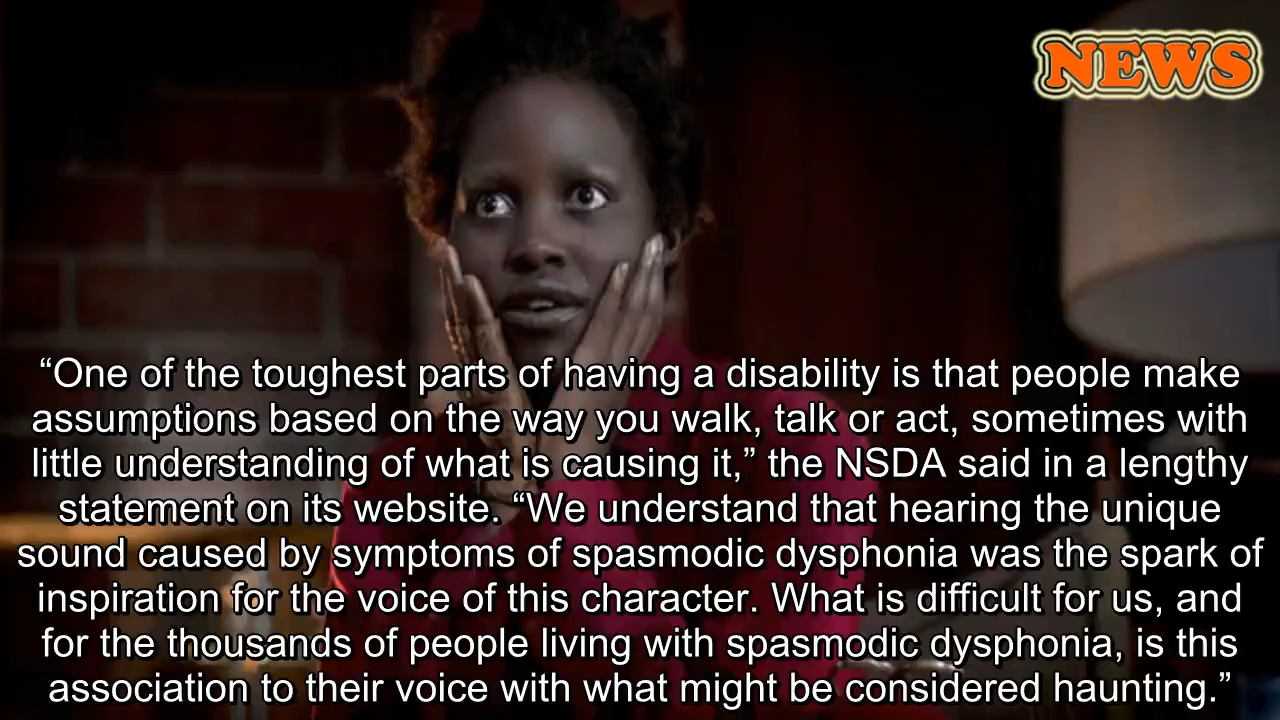 NEWS
“One of the toughest parts of having a disability is that people make
assumptions based on the way you walk, talk or act, sometimes with
little understanding of what is causing it,” the NSDA said in a lengthy
statement on its website. “We understand that hearing the unique
sound caused by symptoms of spasmodic dysphonia was the spark of
inspiration for the voice of this character. What is difficult for us, and
for the thousands of people living with spasmodic dysphonia, is this
association to their voice with what might be considered haunting.”